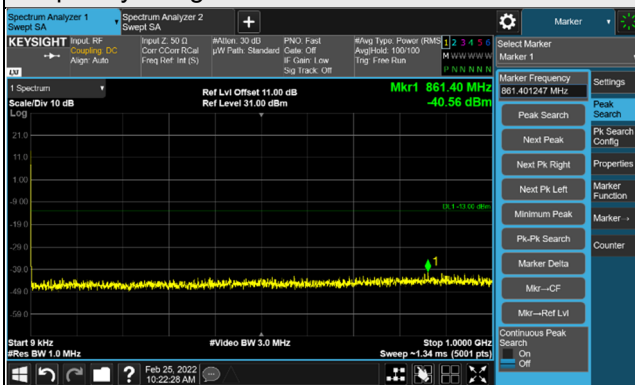 Spectrum Analyzer 1
Swept SA
Spectrum Analyzer 2
Swept SA
+
Marker
KEYSIGHT
Input: RF
Coupling: DC
Align: Auto
Input Z: 50 Ω
Corr CCorr RCal
Freq Ref: Int (S)
#Atten: 30 dB
µW Path: Standard
PNO: Fast
Gate: Off
IF Gain: Low
Sig Track: Off
#Avg Type: Power (RMS)
Avg|Hold: 100/100
Trig: Free Run
1 2 3 4 5 6
M W W W W W
P N N N N N
LXI
Select Marker
Marker 1
1 Spectrum
Scale/Div 10 dB
Log
Ref Lvl Offset 11.00 dB
Ref Level 31.00 dBm
Mkr1 861.40 MHz
-40.56 dBm
21.0
11.0
1.00
-9.00
-19.0
-29.0
-39.0
-49.0
-59.0
DL1 -13.00 dBm
1
Start 9 kHz
#Res BW 1.0 MHz
#Video BW 3.0 MHz
Stop 1.0000 GHz
Sweep ~1.34 ms (5001 pts)
Marker Frequency
861.401247 MHz
Peak Search
Next Peak
Next Pk Right
Next Pk Left
Minimum Peak
Pk-Pk Search
Marker Delta
Mkr→CF
Mkr→Ref Lvl
Continuous Peak
Search
On
Off
Settings
Peak
Search
Pk Search
Config
Properties
Marker
Function
Marker→
Counter
?
Feb 25, 2022
10:22:28 AM